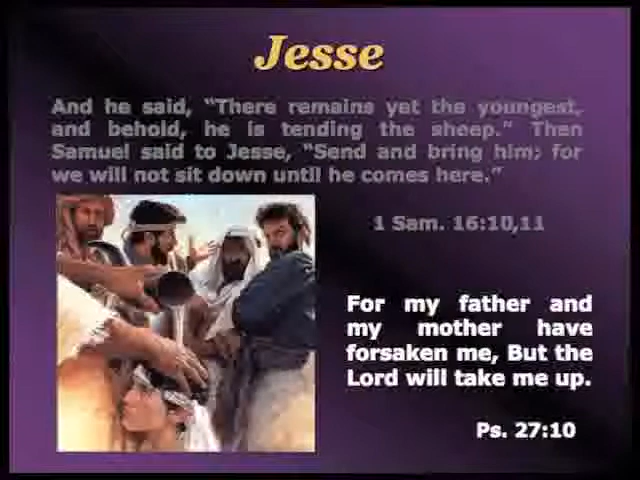 Jesse
And he said, “There remains yet the youngest,
and behold, he is tending the sheep.” Then
Samuel said to Jesse, “Send and bring him; for
we will not sit down until he comes here.”
1 Sam. 16:10,11
For my father and
my mother have
forsaken me, But the
Lord will take me up.
Ps. 27:10